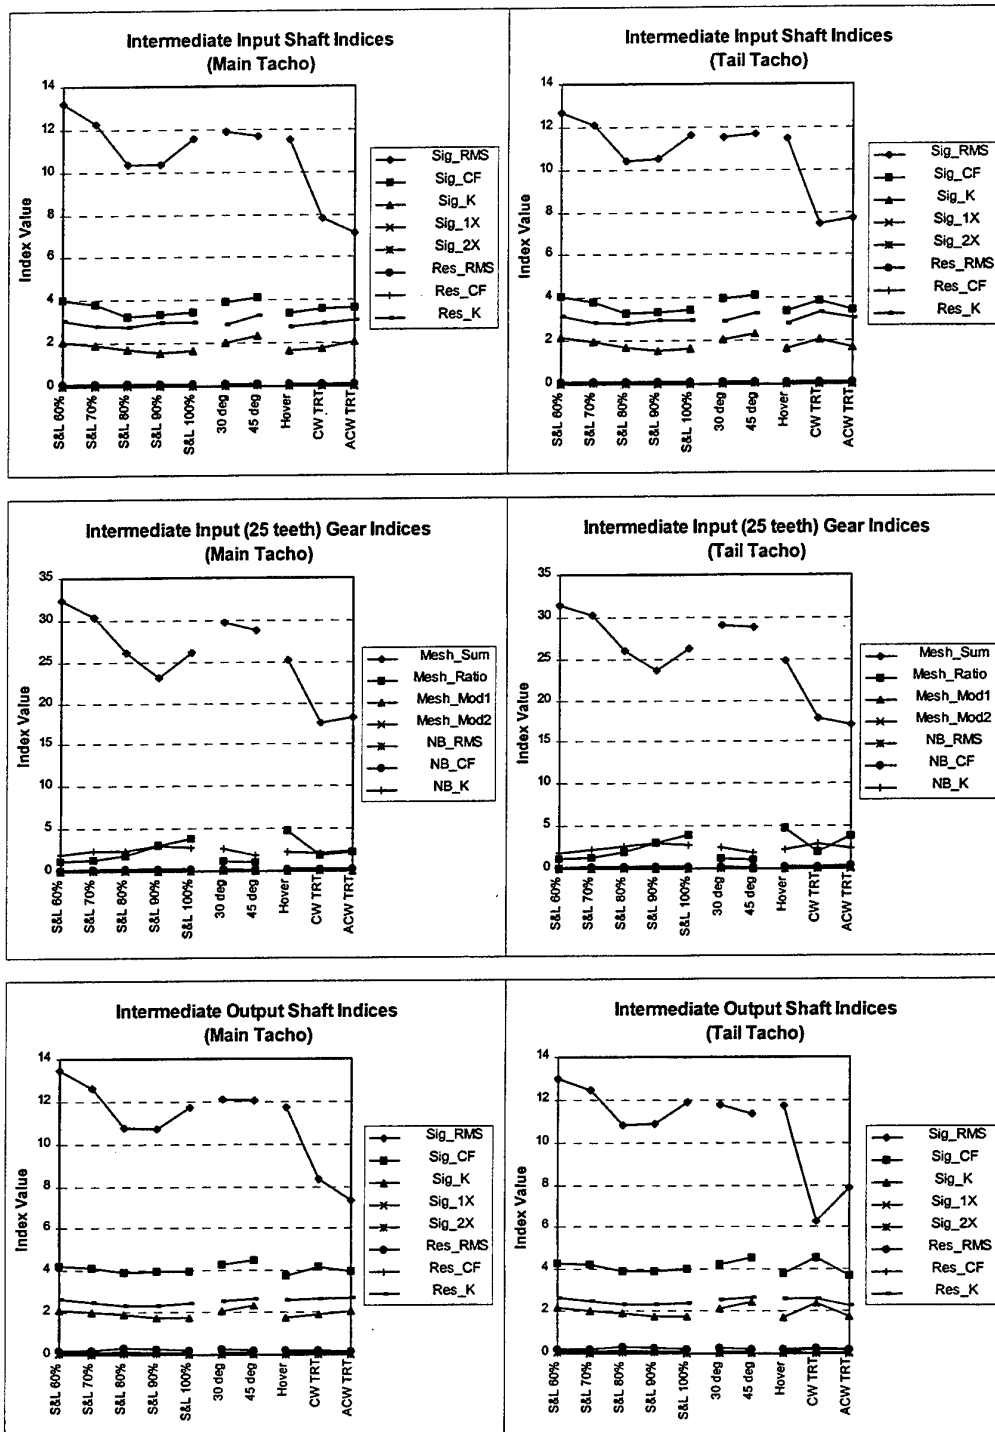 Intermediate Input Shaft Indices
(Main Tacho)
Index Value
14
12
10
8
6
4
2
0
S&L 60%
S&L 70%
S&L 80%
S&L 90%
S&L 100%
30 deg
45 deg
Hover
CW TRT
ACW TRT
Sig_RMS
Sig_CF
Sig_K
Sig_1X
Sig_2X
Res_RMS
Res_CF
Res_K
Intermediate Input Shaft Indices
(Tail Tacho)
Index Value
14
12
10
8
6
4
2
0
S&L 60%
S&L 70%
S&L 80%
S&L 90%
S&L 100%
30 deg
45 deg
Hover
CW TRT
ACW TRT
Sig_RMS
Sig_CF
Sig_K
Sig_1X
Sig_2X
Res_RMS
Res_CF
Res_K
Intermediate Input (25 teeth) Gear Indices
(Main Tacho)
Index Value
35
30
25
20
15
10
5
0
S&L 60%
S&L 70%
S&L 80%
S&L 90%
S&L 100%
30 deg
45 deg
Hover
CW TRT
ACW TRT
Mesh_Sum
Mesh_Ratio
Mesh_Mod1
Mesh_Mod2
NB_RMS
NB_CF
NB_K
Intermediate Input (25 teeth) Gear Indices
(Tail Tacho)
Index Value
35
30
25
20
15
10
5
0
S&L 60%
S&L 70%
S&L 80%
S&L 90%
S&L 100%
30 deg
45 deg
Hover
CW TRT
ACW TRT
Mesh_Sum
Mesh_Ratio
Mesh_Mod1
Mesh_Mod2
NB_RMS
NB_CF
NB_K
Intermediate Output Shaft Indices
(Main Tacho)
Index Value
14
12
10
8
6
4
2
0
S&L 60%
S&L 70%
S&L 80%
S&L 90%
S&L 100%
30 deg
45 deg
Hover
CW TRT
ACW TRT
Sig_RMS
Sig_CF
Sig_K
Sig_1X
Sig_2X
Res_RMS
Res_CF
Res_K
Intermediate Output Shaft Indices
(Tail Tacho)
Index Value
14
12
10
8
6
4
2
0
S&L 60%
S&L 70%
S&L 80%
S&L 90%
S&L 100%
30 deg
45 deg
Hover
CW TRT
ACW TRT
Sig_RMS
Sig_CF
Sig_K
Sig_1X
Sig_2X
Res_RMS
Res_CF
Res_K